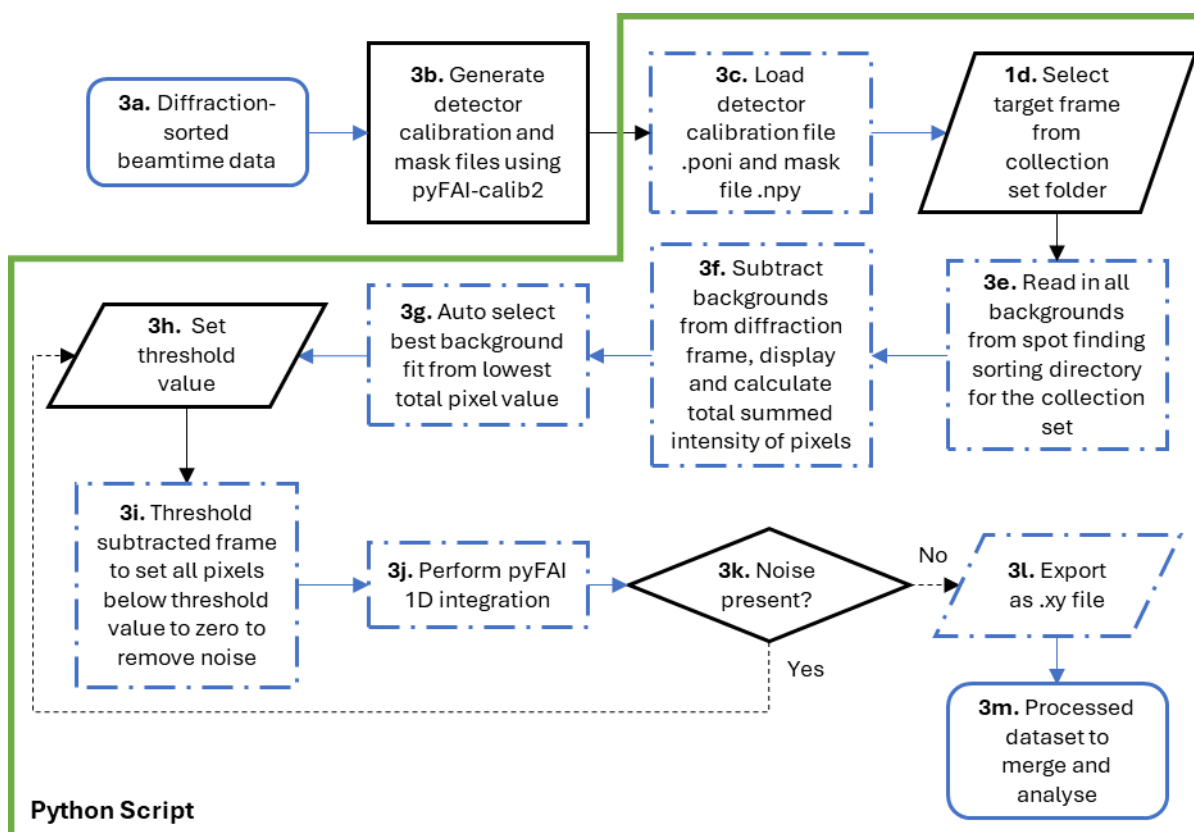 3a. Diffraction-
sorted
beamtime data
3b. Generate
detector
calibration and
mask files using
pyFAI-calib2
3c. Load
detector
calibration file
.poni and mask
file .npy
1d. Select
target frame
from
collection
set folder
3e. Read in all
backgrounds
from spot finding
sorting directory
for the collection
set
3f. Subtract
backgrounds
from diffraction
frame, display
and calculate
total summed
intensity of pixels
3g. Auto select
best background
fit from lowest
total pixel value
3h. Set
threshold
value
3i. Threshold
subtracted frame
to set all pixels
below threshold
value to zero to
remove noise
3j. Perform pyFAI
1D integration
3k. Noise
present?
No
Yes
3l. Export
as .xy file
3m. Processed
dataset to
merge and
analyse
Python Script